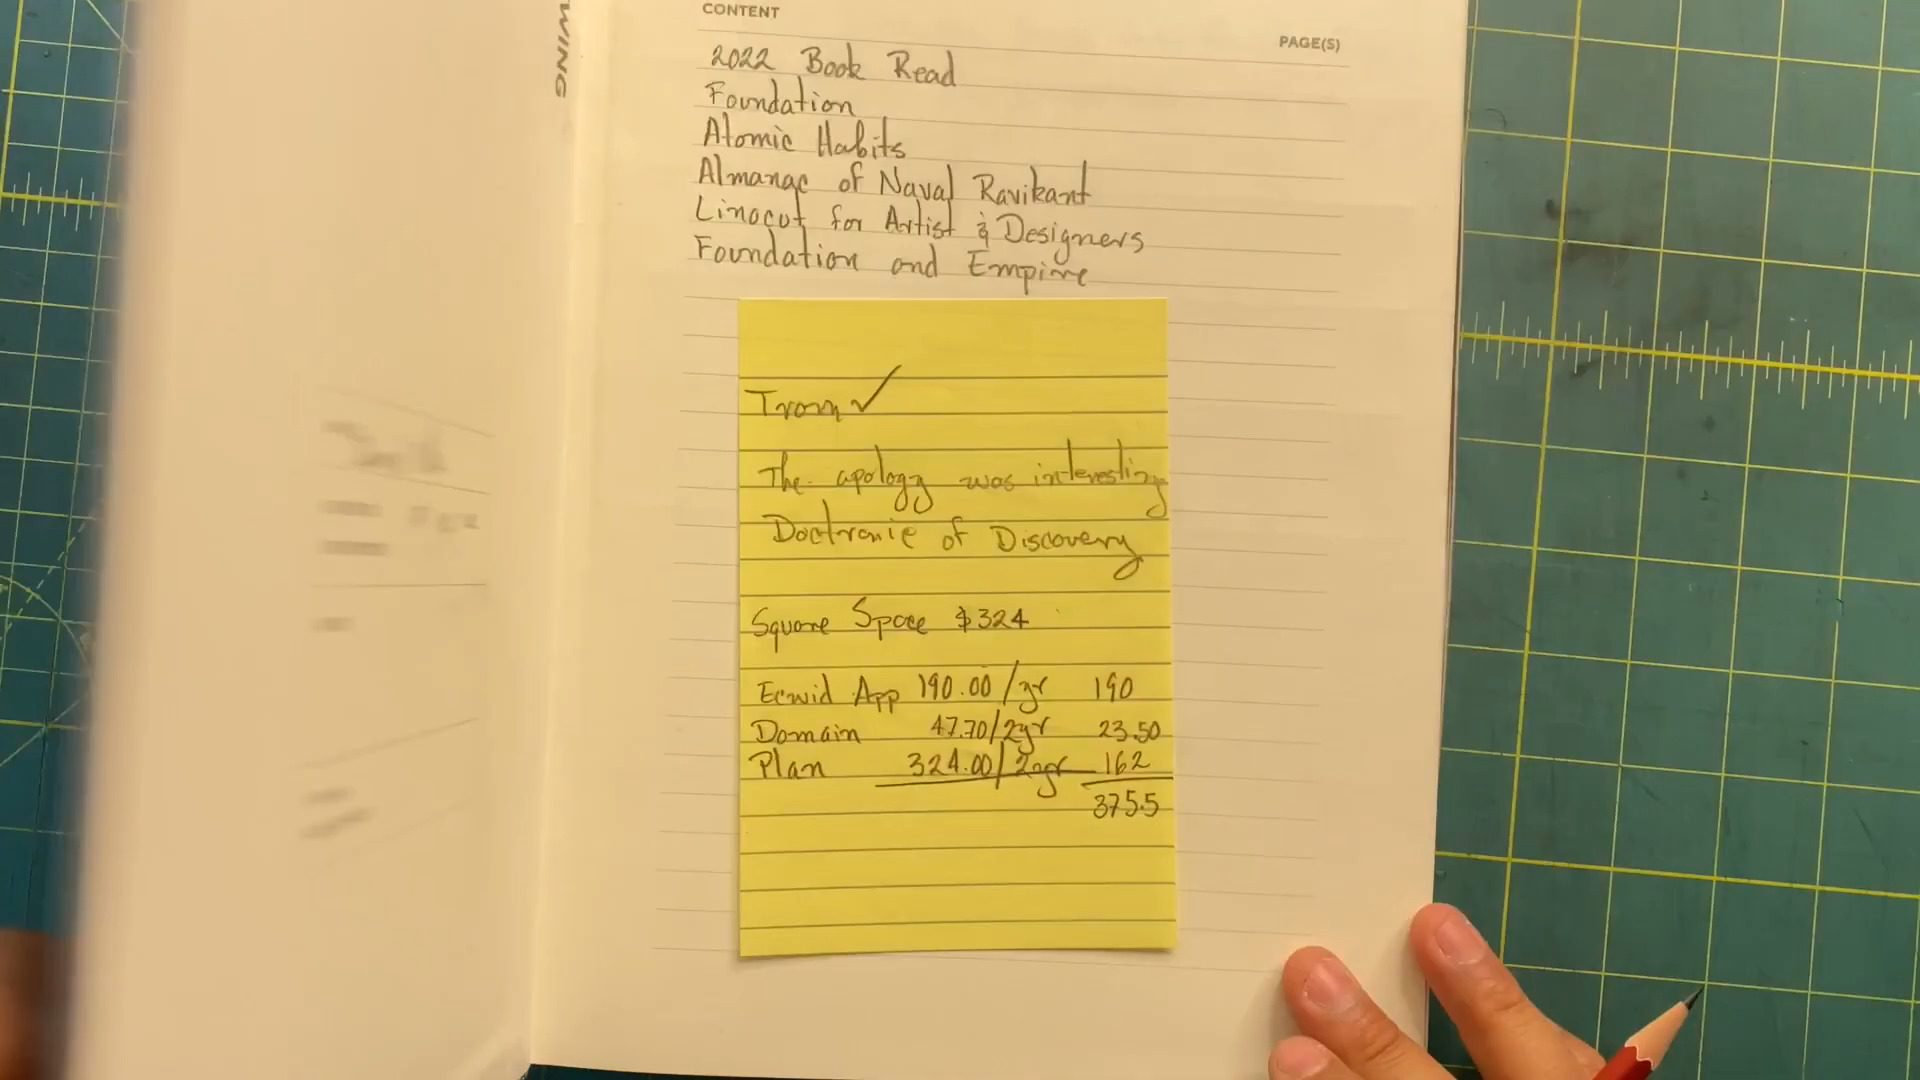 WING
CONTENT
PAGE(S)
2022 Book Read
Foundation
Atomic Habits
Almanac of Naval Ravikant
Linocut for Artist & Designers
Foundation and Empire
The apology was interesting
Doctronie of Discovery
Square Space $324
Ecwid App 190.00/yr 190
Domain 47.70/2yr 23.50
Plan 324.00/2yr 162
375.5